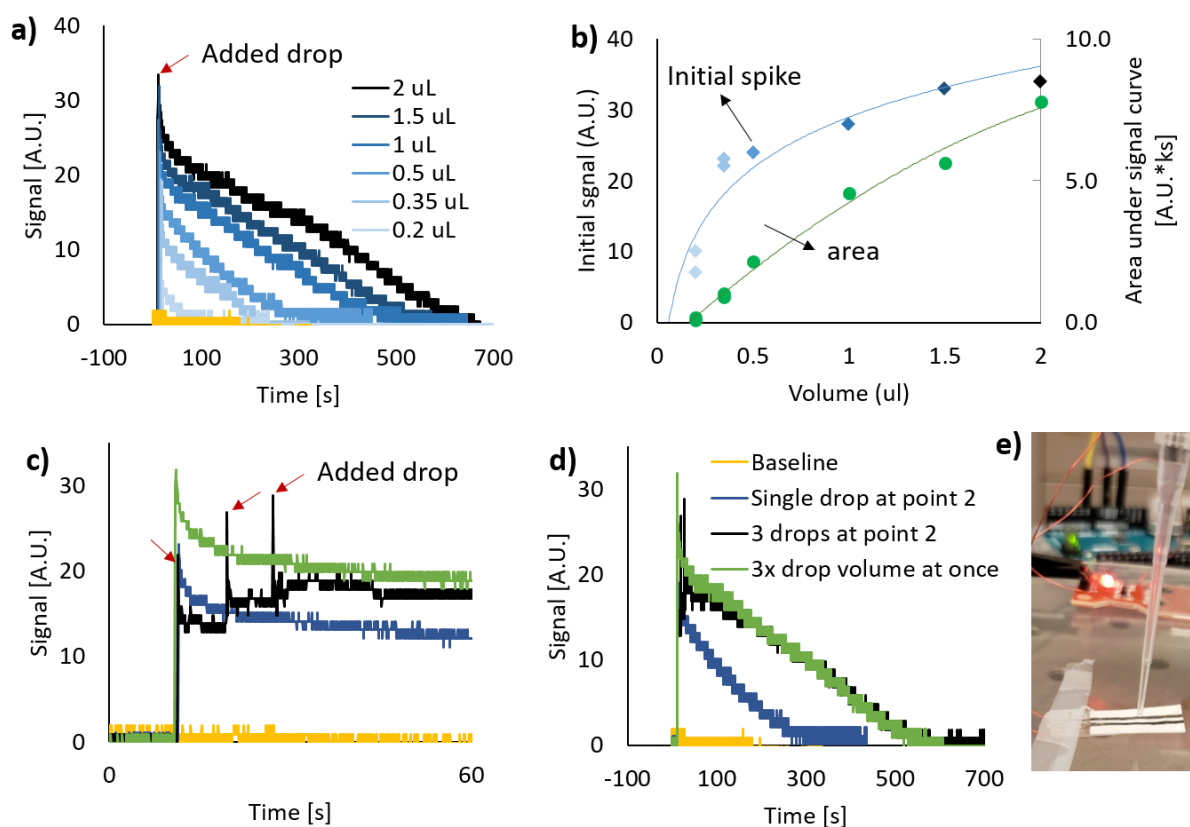 a)
Added drop
Signal [A.U.]
40
30
20
10
0
2 uL
1.5 uL
1 uL
0.5 uL
0.35 uL
0.2 uL
-100
100
300
500
700
Time [s]
b)
Initial spike
area
Initial sgnal (A.U.)
40
30
20
10
0
0
0.5
1
1.5
2
Volume (ul)
10.0
5.0
0.0
Area under signal curve
[A.U.*ks]
c)
Added drop
Signal [A.U.]
30
20
10
0
0
60
Time [s]
d)
Baseline
Single drop at point 2
3 drops at point 2
3x drop volume at once
Signal [A.U.]
30
20
10
0
-100
100
300
500
700
Time [s]
e)